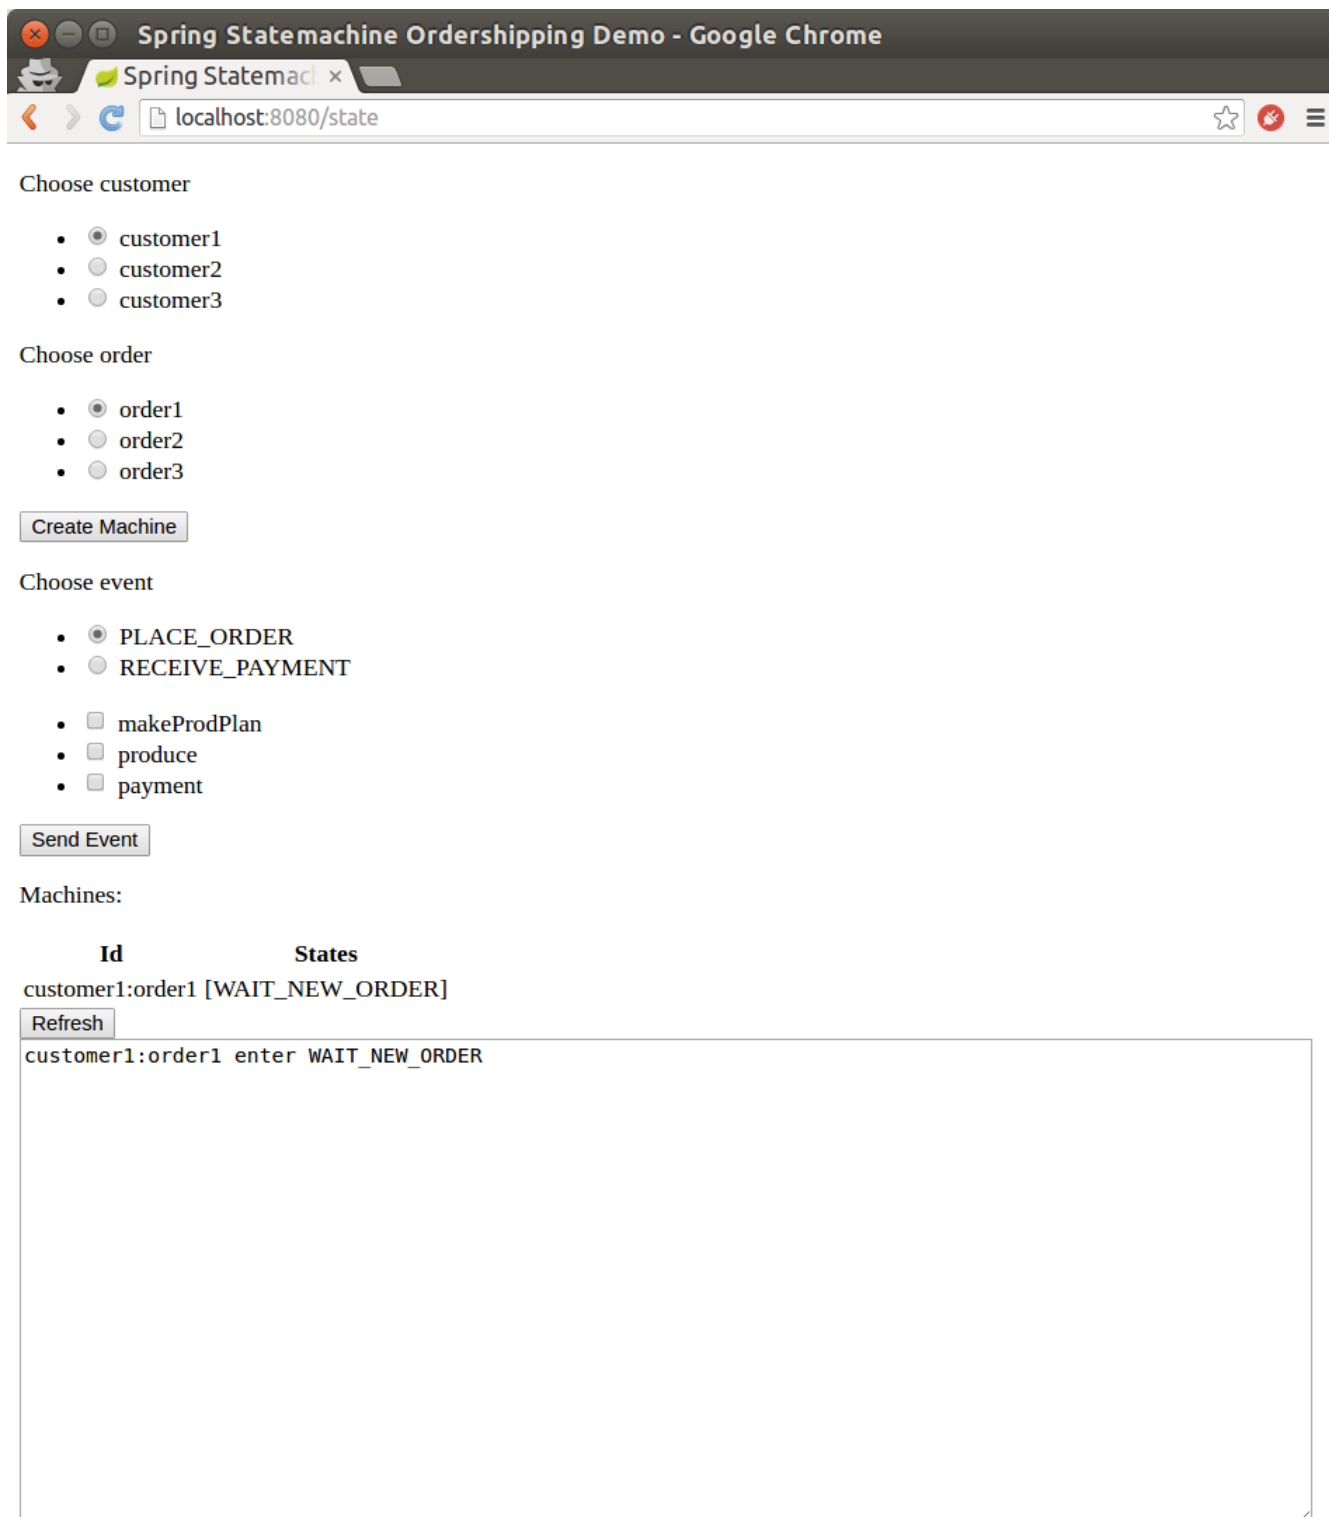 Spring Statemachine Ordershipping Demo - Google Chrome
Spring Statemac
localhost:8080/state
Choose customer
customer1
customer2
customer3
Choose order
order1
order2
order3
Create Machine
Choose event
PLACE_ORDER
RECEIVE_PAYMENT
makeProdPlan
produce
payment
Send Event
Machines:
Id States
customer1:order1 [WAIT_NEW_ORDER]
Refresh
customer1:order1 enter WAIT_NEW_ORDER